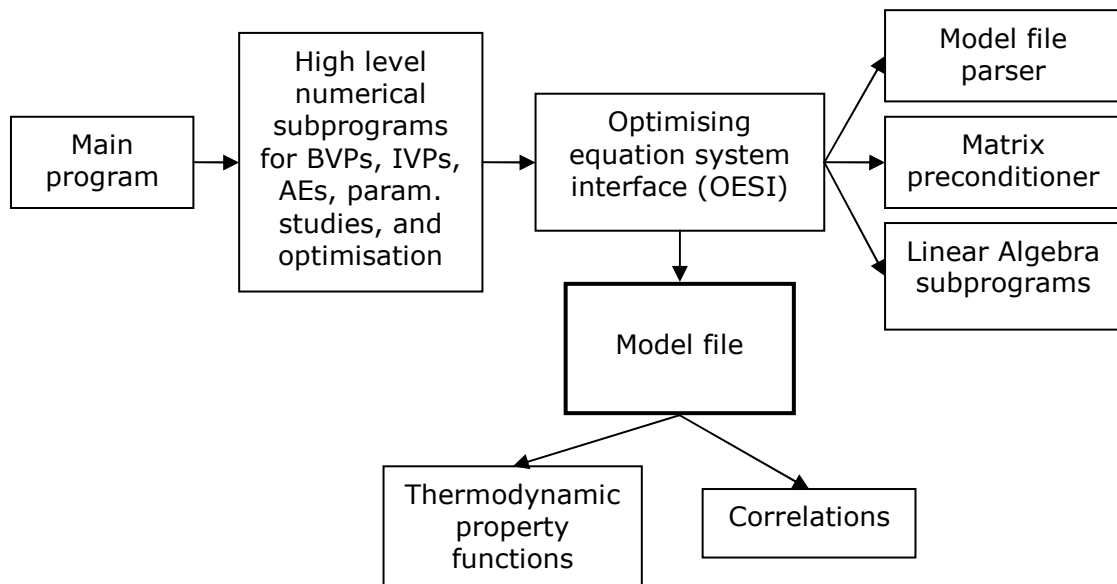 Main
program
High level
numerical
subprograms
for BVPs, IVPs,
AEs, param.
studies, and
optimisation
Optimising
equation system
interface (OESI)
Model file
parser
Matrix
preconditioner
Linear Algebra
subprograms
Model file
Thermodynamic
property
functions
Correlations